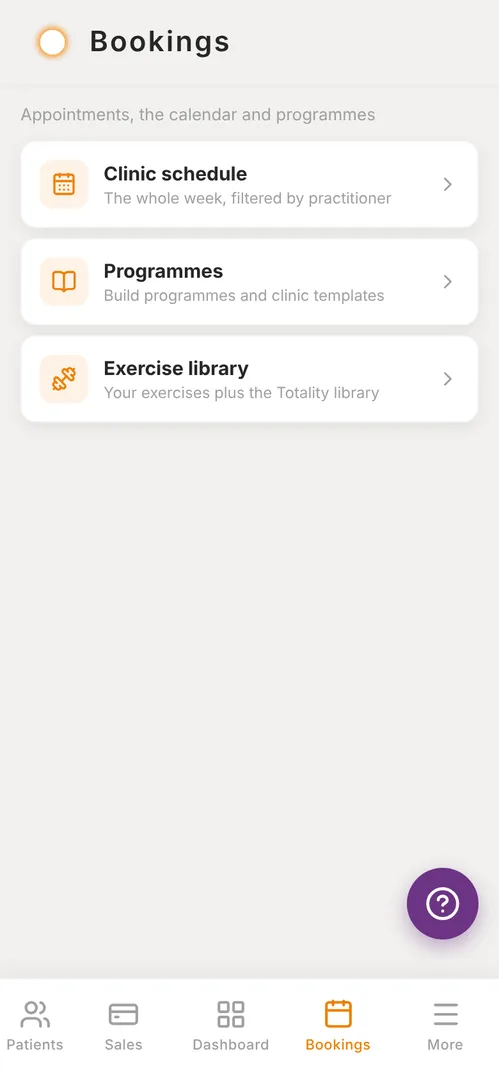 Bookings
Appointments, the calendar and programmes
Clinic schedule
The whole week, filtered by practitioner
Programmes
Build programmes and clinic templates
Exercise library
Your exercises plus the Totality library
Patients
Sales
Dashboard
Bookings
More